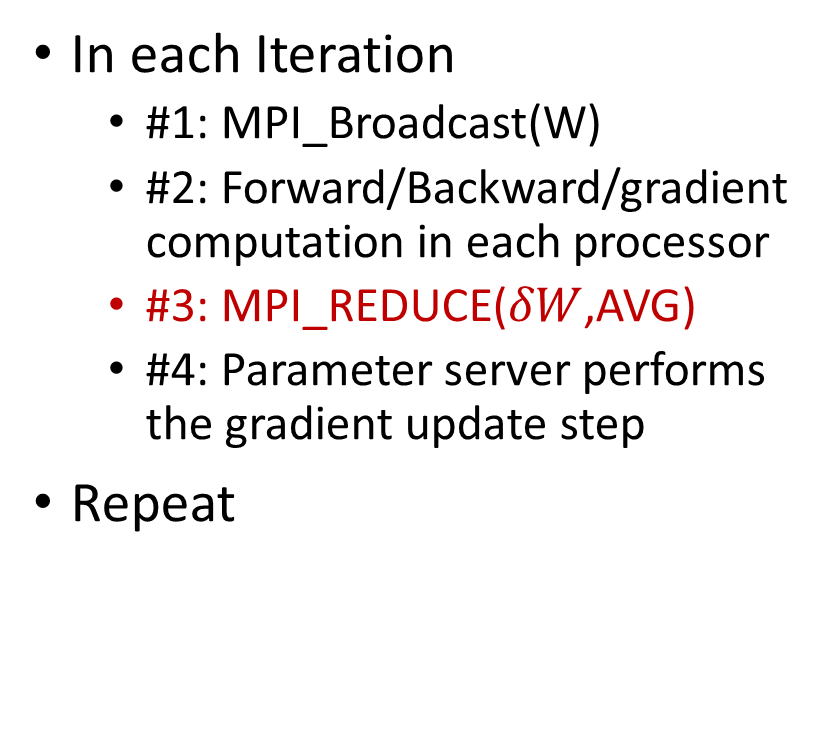 • In each Iteration
• #1: MPI_Broadcast(W)
• #2: Forward/Backward/gradient
computation in each processor
• #3: MPI_REDUCE(𝛿𝑊,AVG)
• #4: Parameter server performs
the gradient update step
• Repeat